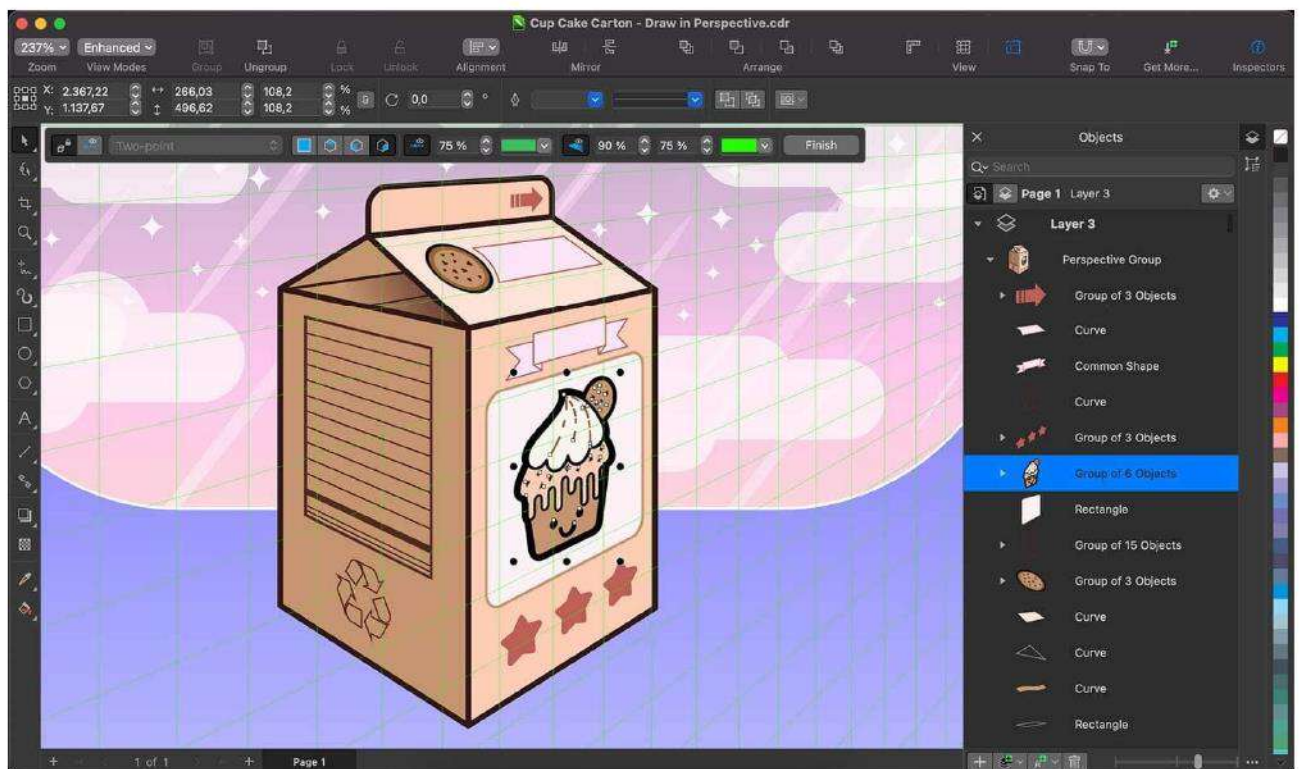 Cup Cake Carton - Draw in Perspective.cdr
237% Enhanced
Zoom View Modes Group Ungroup Lock Unlock Alignment Mirror Arrange View Snap To Get More... Inspectors
X: 2.367,22 266,03 108,2 % 0,0 °
Y: 1.137,67 496,62 108,2 %
Two-point 75 % 90 % 75 % Finish
Objects
Search
Page 1 Layer 3
Layer 3
Perspective Group
Group of 3 Objects
Curve
Common Shape
Curve
Group of 3 Objects
Group of 6 Objects
Rectangle
Group of 15 Objects
Group of 3 Objects
Curve
Curve
Curve
Rectangle
1 of 1 Page 1